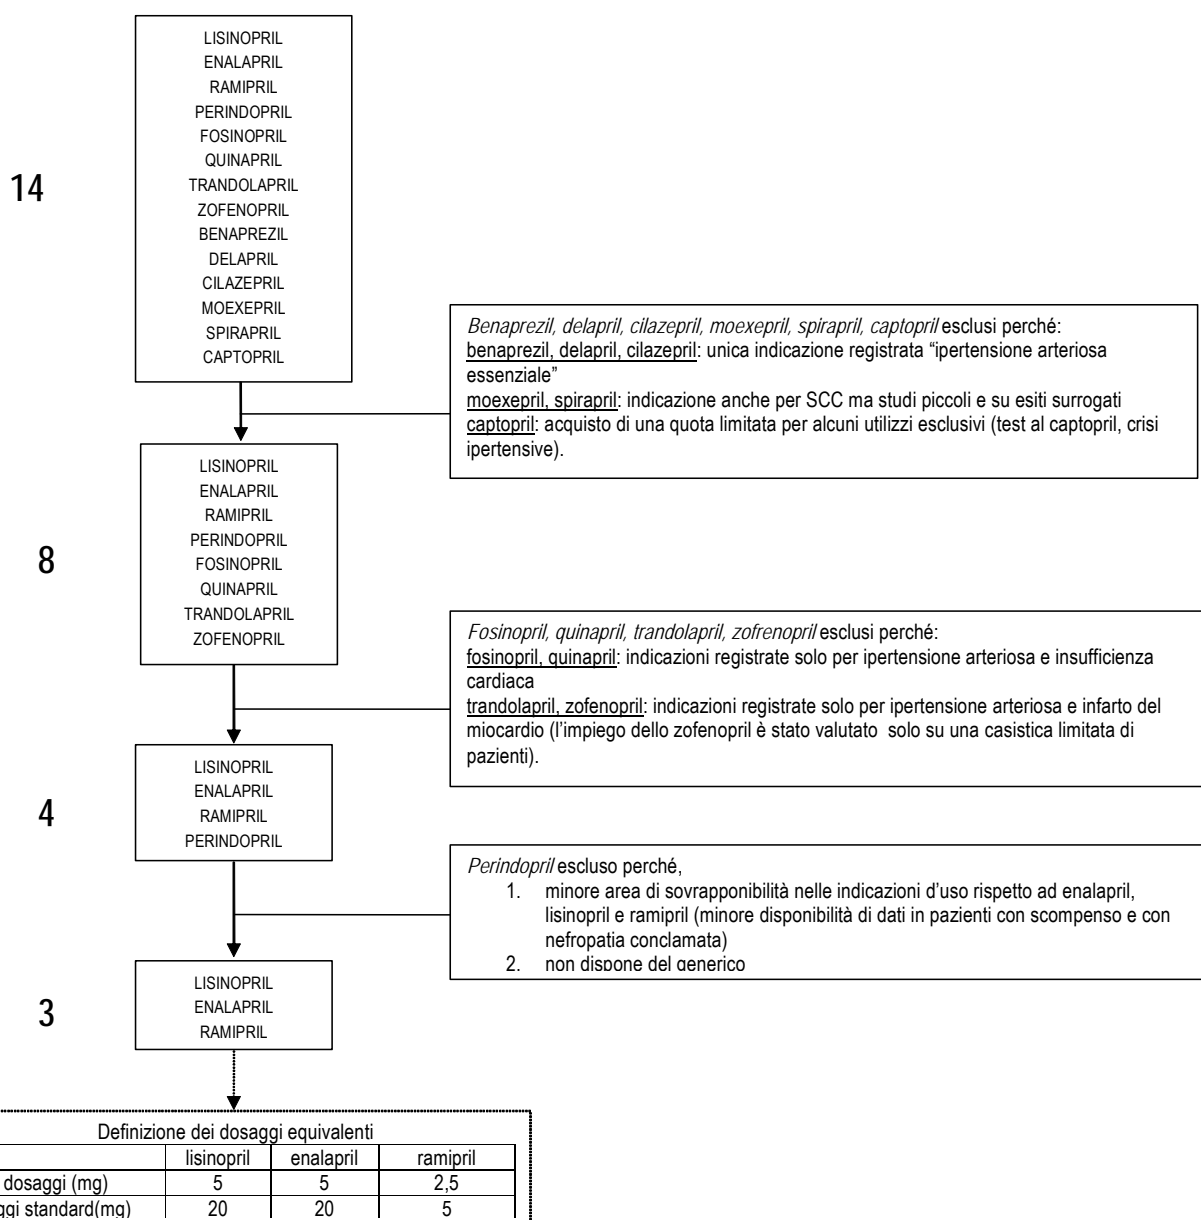 14
LISINOPRIL
ENALAPRIL
RAMIPRIL
PERINDOPRIL
FOSINOPRIL
QUINAPRIL
TRANDOLAPRIL
ZOFENOPRIL
BENAPREZIL
DELAPRIL
CILAZEPRIL
MOEXEPRIL
SPIRAPRIL
CAPTOPRIL
Benaprezil, delapril, cilazepril, moexepril, spirapril, captopril esclusi perché:
benaprezil, delapril, cilazepril: unica indicazione registrata “ipertensione arteriosa
essenziale”
moexepril, spirapril: indicazione anche per SCC ma studi piccoli e su esiti surrogati
captopril: acquisto di una quota limitata per alcuni utilizzi esclusivi (test al captopril, crisi
ipertensive).
8
LISINOPRIL
ENALAPRIL
RAMIPRIL
PERINDOPRIL
FOSINOPRIL
QUINAPRIL
TRANDOLAPRIL
ZOFENOPRIL
Fosinopril, quinapril, trandolapril, zofrenopril esclusi perché:
fosinopril, quinapril: indicazioni registrate solo per ipertensione arteriosa e insufficienza
cardiaca
trandolapril, zofenopril: indicazioni registrate solo per ipertensione arteriosa e infarto del
miocardio (l’impiego dello zofenopril è stato valutato solo su una casistica limitata di
pazienti).
4
LISINOPRIL
ENALAPRIL
RAMIPRIL
PERINDOPRIL
Perindopril escluso perché,
1. minore area di sovrapponibilità nelle indicazioni d’uso rispetto ad enalapril,
lisinopril e ramipril (minore disponibilità di dati in pazienti con scompenso e con
nefropatia conclamata)
2. non dispone del generico
3
LISINOPRIL
ENALAPRIL
RAMIPRIL
Definizione dei dosaggi equivalenti
lisinopril enalapril ramipril
dosaggi (mg) 5 5 2,5
standard(mg) 20 20 5